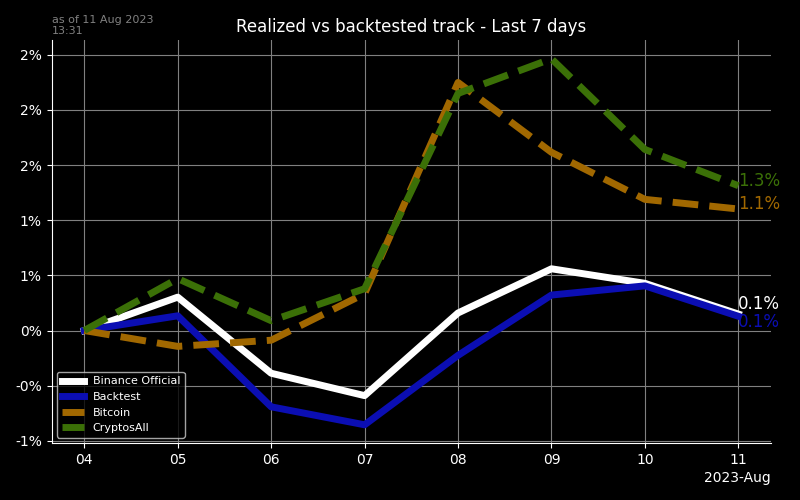 as of 11 Aug 2023
13:31
Realized vs backtested track - Last 7 days
2%
2%
2%
1%
1%
0%
-0%
-1%
1.3%
1.1%
0.1%
0.1%
Binance Official
Backtest
Bitcoin
CryptosAll
04 05 06 07 08 09 10 11
2023-Aug